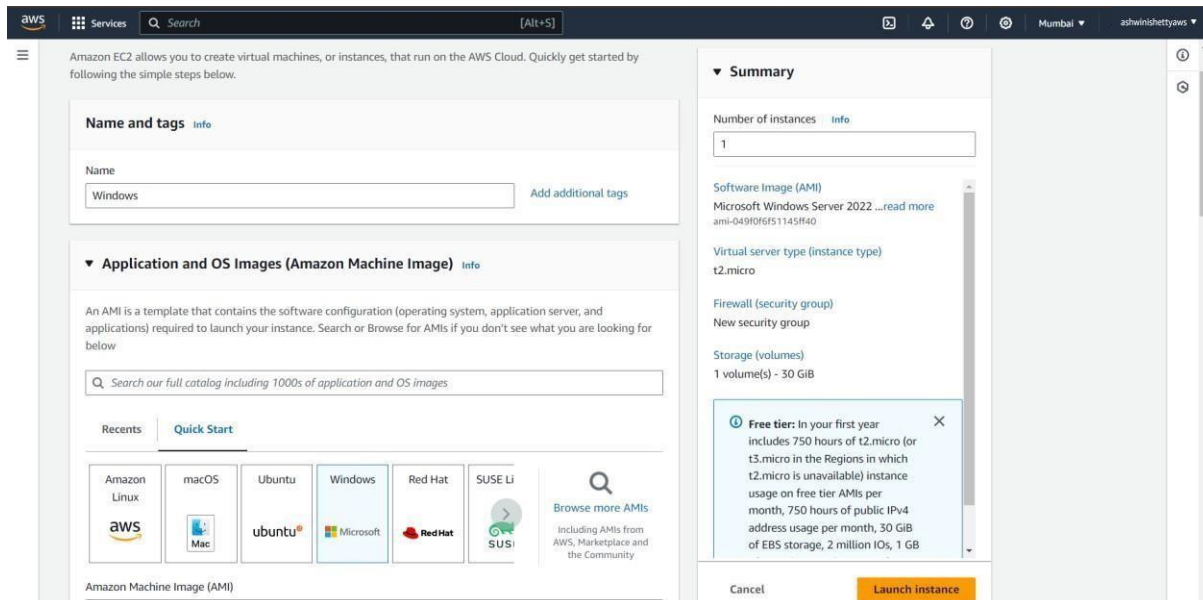 aws
Services
Search
[Alt+S]
Mumbai
ashwinishettyaws
Amazon EC2 allows you to create virtual machines, or instances, that run on the AWS Cloud. Quickly get started by
following the simple steps below.
Name and tags Info
Name
Windows
Add additional tags
Application and OS Images (Amazon Machine Image) Info
An AMI is a template that contains the software configuration (operating system, application server, and
applications) required to launch your instance. Search or Browse for AMIs if you don't see what you are looking for
below
Search our full catalog including 1000s of application and OS images
Recents
Quick Start
Amazon
Linux
aws
macOS
Mac
Ubuntu
ubuntu
Windows
Microsoft
Red Hat
Red Hat
SUSE Li
SUS
Browse more AMIs
Including AMIs from
AWS, Marketplace and
the Community
Amazon Machine Image (AMI)
Summary
Number of instances Info
1
Software Image (AMI)
Microsoft Windows Server 2022 ...read more
ami-049f0f6f51145ff40
Virtual server type (instance type)
t2.micro
Firewall (security group)
New security group
Storage (volumes)
1 volume(s) - 30 GiB
Free tier: In your first year
includes 750 hours of t2.micro (or
t3.micro in the Regions in which
t2.micro is unavailable) instance
usage on free tier AMIs per
month, 750 hours of public IPv4
address usage per month, 30 GiB
of EBS storage, 2 million IOs, 1 GB
Cancel
Launch instance